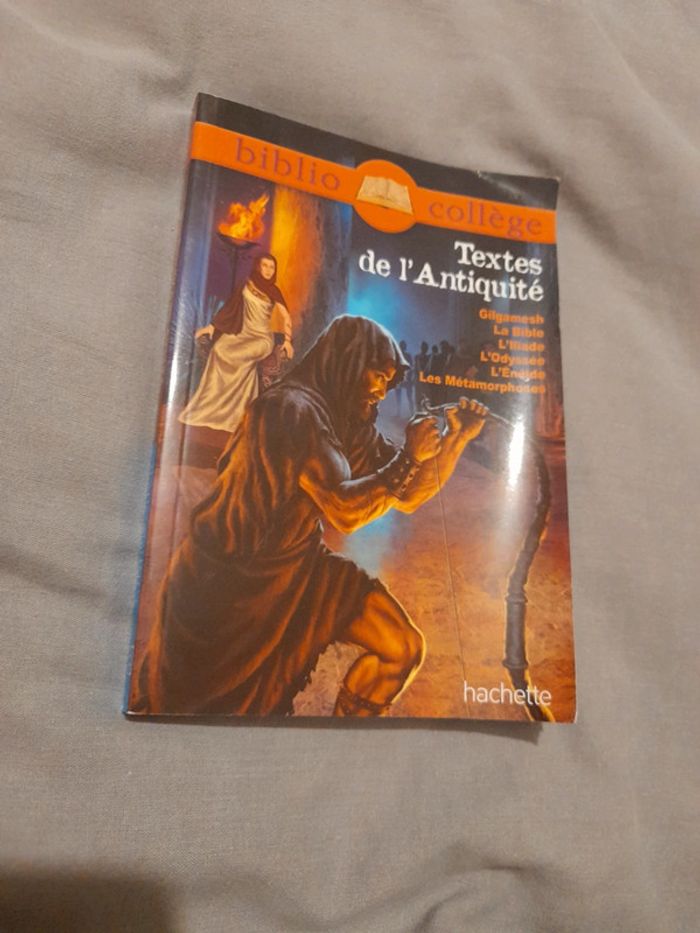 biblio collège
Textes
de l'Antiquité
Gilgamesh
La Bible
L'Iliade
L'Odyssée
L'Énéide
Les Métamorphoses
hachette